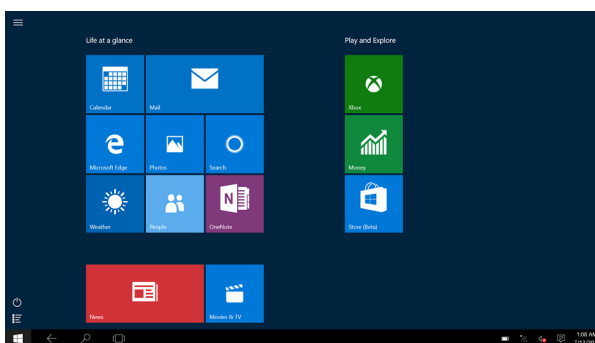 Life at a glance
Play and Explore
Calendar
Mail
Xbox
Microsoft Edge
Photos
Search
Money
Weather
People
OneNote
Store (Beta)
News
Movies & TV
1:08 AM